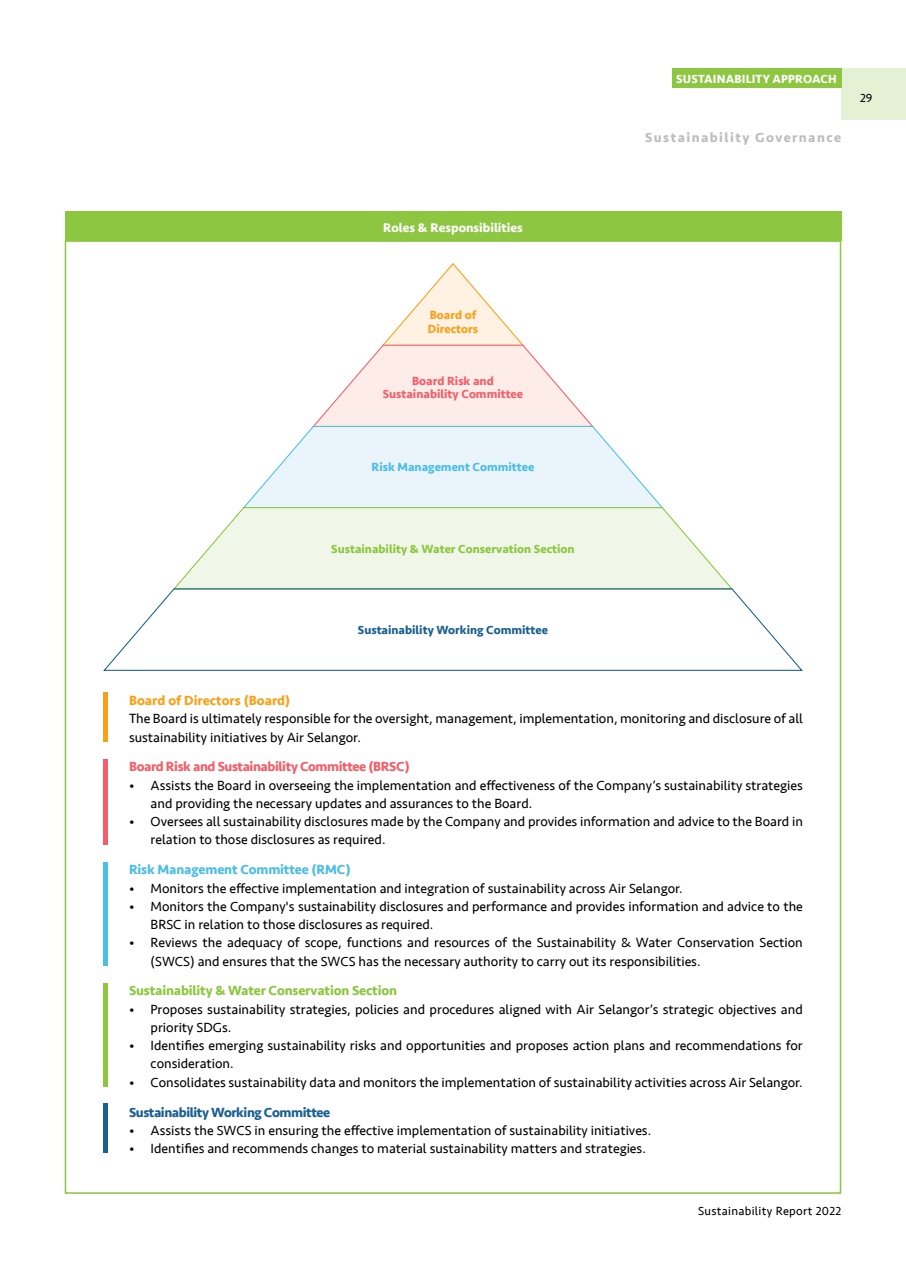 SUSTAINABILITY APPROACH
29
Sustainability Governance
Roles & Responsibilities
Board of
Directors
Board Risk and
Sustainability Committee
Risk Management Committee
Sustainability & Water Conservation Section
Sustainability Working Committee
Board of Directors (Board)
The Board is ultimately responsible for the oversight, management, implementation, monitoring and disclosure of all
sustainability initiatives by Air Selangor.
Board Risk and Sustainability Committee (BRSC)
• Assists the Board in overseeing the implementation and effectiveness of the Company’s sustainability strategies
and providing the necessary updates and assurances to the Board.
• Oversees all sustainability disclosures made by the Company and provides information and advice to the Board in
relation to those disclosures as required.
Risk Management Committee (RMC)
• Monitors the effective implementation and integration of sustainability across Air Selangor.
• Monitors the Company's sustainability disclosures and performance and provides information and advice to the
BRSC in relation to those disclosures as required.
• Reviews the adequacy of scope, functions and resources of the Sustainability & Water Conservation Section
(SWCS) and ensures that the SWCS has the necessary authority to carry out its responsibilities.
Sustainability & Water Conservation Section
• Proposes sustainability strategies, policies and procedures aligned with Air Selangor’s strategic objectives and
priority SDGs.
• Identifies emerging sustainability risks and opportunities and proposes action plans and recommendations for
consideration.
• Consolidates sustainability data and monitors the implementation of sustainability activities across Air Selangor.
Sustainability Working Committee
• Assists the SWCS in ensuring the effective implementation of sustainability initiatives.
• Identifies and recommends changes to material sustainability matters and strategies.
Sustainability Report 2022